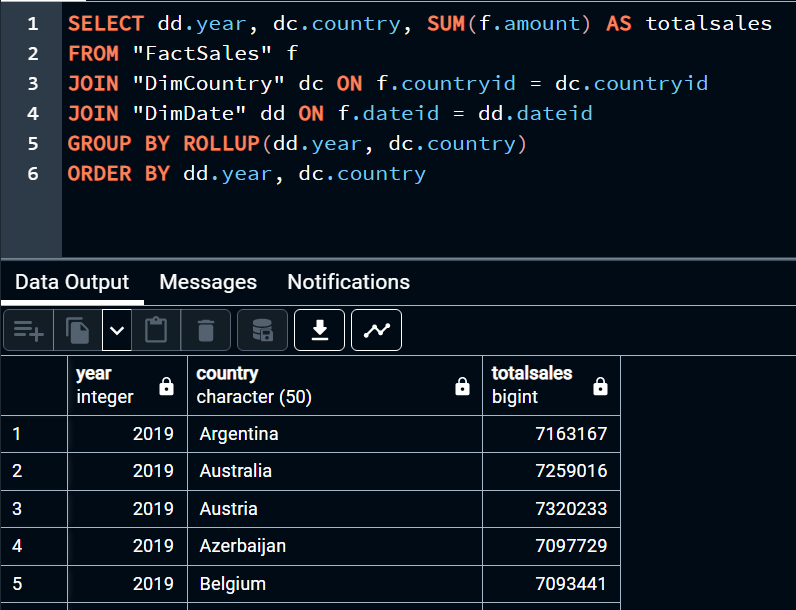 1 SELECT dd.year, dc.country, SUM(f.amount) AS totalsales
2 FROM "FactSales" f
3 JOIN "DimCountry" dc ON f.countryid = dc.countryid
4 JOIN "DimDate" dd ON f.dateid = dd.dateid
5 GROUP BY ROLLUP(dd.year, dc.country)
6 ORDER BY dd.year, dc.country
Data Output Messages Notifications
year country totalsales
integer character (50) bigint
1 2019 Argentina 7163167
2 2019 Australia 7259016
3 2019 Austria 7320233
4 2019 Azerbaijan 7097729
5 2019 Belgium 7093441